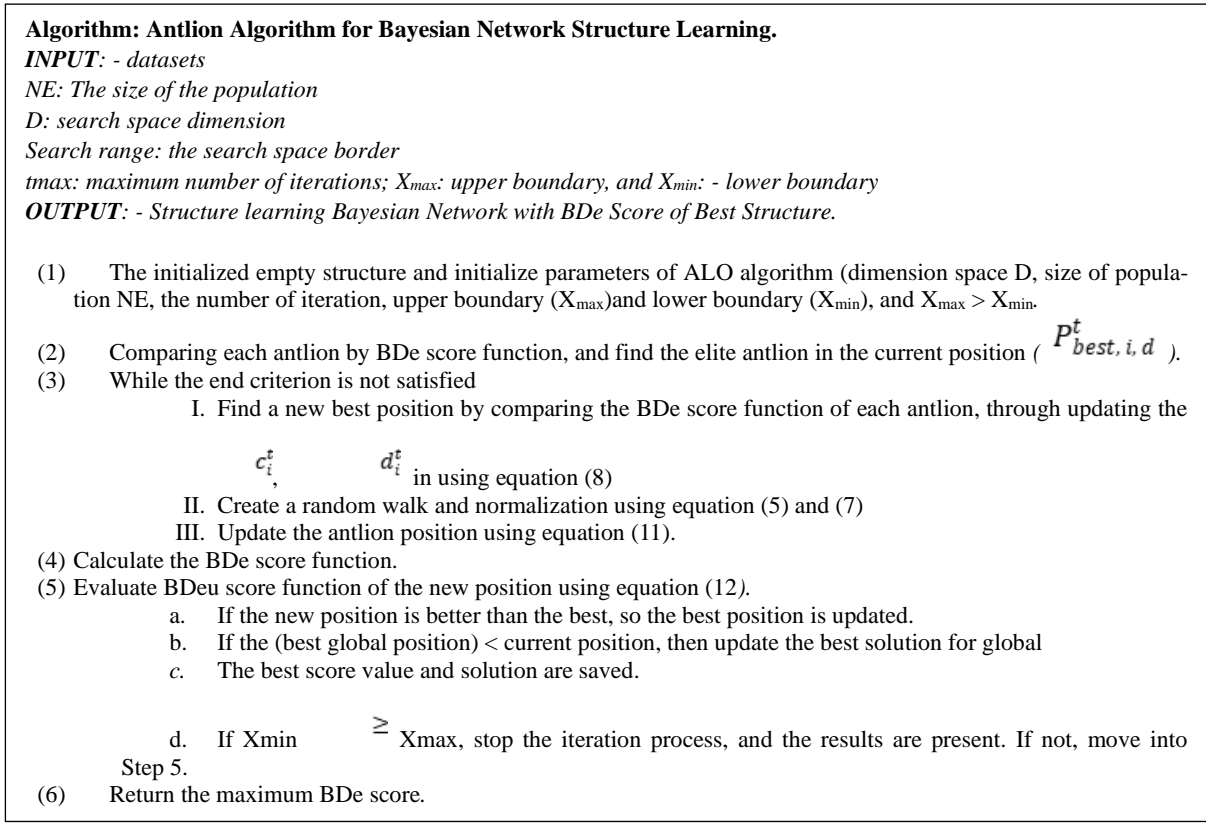 Algorithm: Antlion Algorithm for Bayesian Network Structure Learning.
INPUT: - datasets
NE: The size of the population
D: search space dimension
Search range: the search space border
tmax: maximum number of iterations; Xmax: upper boundary, and Xmin: - lower boundary
OUTPUT: - Structure learning Bayesian Network with BDe Score of Best Structure.
(1) The initialized empty structure and initialize parameters of ALO algorithm (dimension space D, size of popula-
tion NE, the number of iteration, upper boundary (Xmax)and lower boundary (Xmin), and Xmax > Xmin.
(2) Comparing each antlion by BDe score function, and find the elite antlion in the current position ( P^t_{best, i, d} ).
(3) While the end criterion is not satisfied
I. Find a new best position by comparing the BDe score function of each antlion, through updating the
c^t_i, d^t_i in using equation (8)
II. Create a random walk and normalization using equation (5) and (7)
III. Update the antlion position using equation (11).
(4) Calculate the BDe score function.
(5) Evaluate BDeu score function of the new position using equation (12).
a. If the new position is better than the best, so the best position is updated.
b. If the (best global position) < current position, then update the best solution for global
c. The best score value and solution are saved.
d. If Xmin ≥ Xmax, stop the iteration process, and the results are present. If not, move into
Step 5.
(6) Return the maximum BDe score.